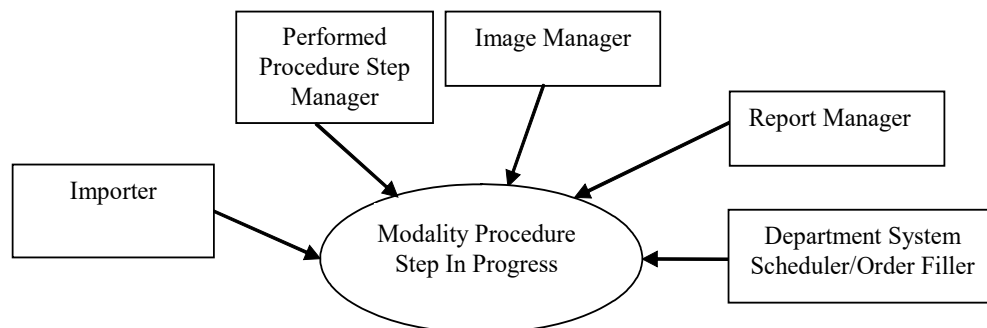 Performed
Procedure Step
Manager
Image Manager
Report Manager
Importer
Modality Procedure
Step In Progress
Department System
Scheduler/Order Filler